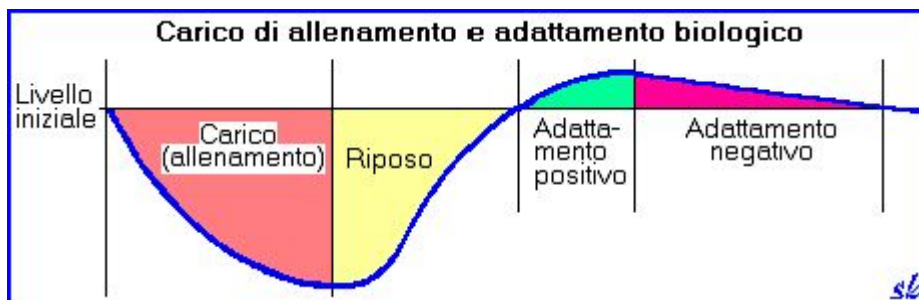 Carico di allenamento e adattamento biologico
Livello
iniziale
Carico
(allenamento)
Riposo
Adatta-
mento
positivo
Adattamento
negativo